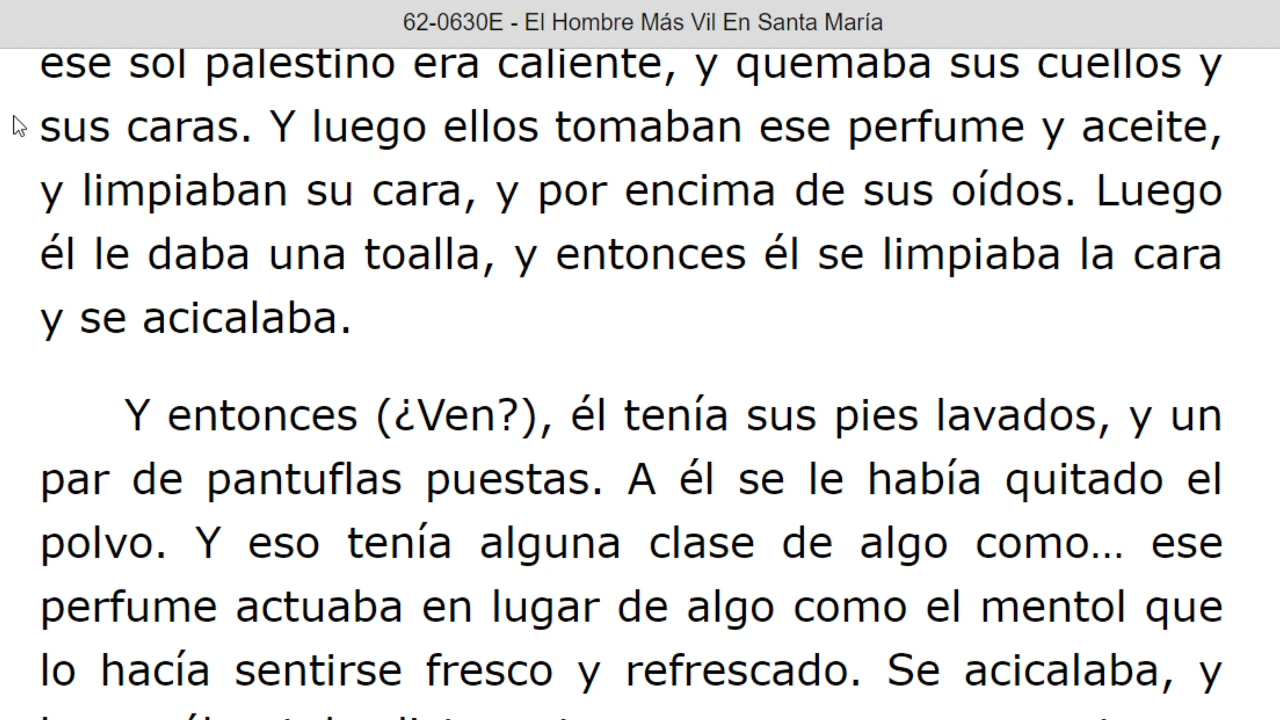 62-0630E - El Hombre Más Vil En Santa María
ese sol palestino era caliente, y quemaba sus cuellos y
sus caras. Y luego ellos tomaban ese perfume y aceite,
y limpiaban su cara, y por encima de sus oídos. Luego
él le daba una toalla, y entonces él se limpiaba la cara
y se acicalaba.
Y entonces (¿Ven?), él tenía sus pies lavados, y un
par de pantuflas puestas. A él se le había quitado el
polvo. Y eso tenía alguna clase de algo como... ese
perfume actuaba en lugar de algo como el mentol que
lo hacía sentirse fresco y refrescado. Se acicalaba, y